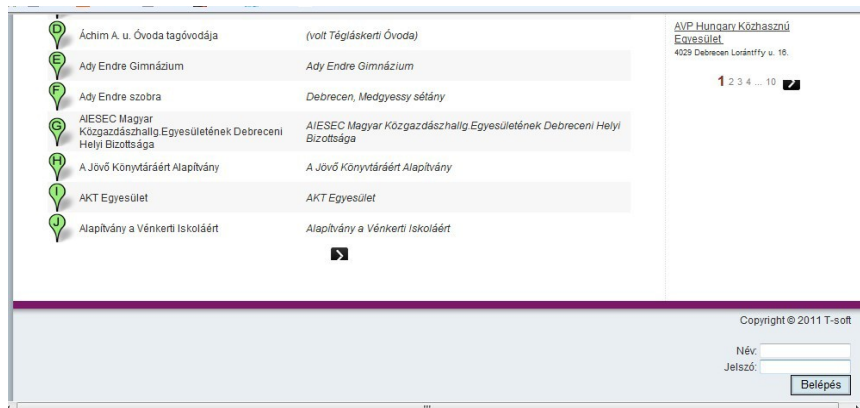 D Áchim A. u. Óvoda tagóvodája (volt Tégláskerti Óvoda)
E Ady Endre Gimnázium Ady Endre Gimnázium
F Ady Endre szobra Debrecen, Medgyessy sétány
G AIESEC Magyar
Közgazdászhallg.Egyesületének Debreceni
Helyi Bizottsága
AIESEC Magyar Közgazdászhallg.Egyesületének Debreceni Helyi
Bizottsága
H A Jövő Könyvtáráért Alapítvány A Jövő Könyvtáráért Alapítvány
I AKT Egyesület AKT Egyesület
J Alapítvány a Vénkerti Iskoláért Alapítvány a Vénkerti Iskoláért
AVP Hungary Közhasznú
Egyesület
4029 Debrecen Lorántffy u. 16.
1 2 3 4 ... 10
Copyright © 2011 T-soft
Név:
Jelszó:
Belépés